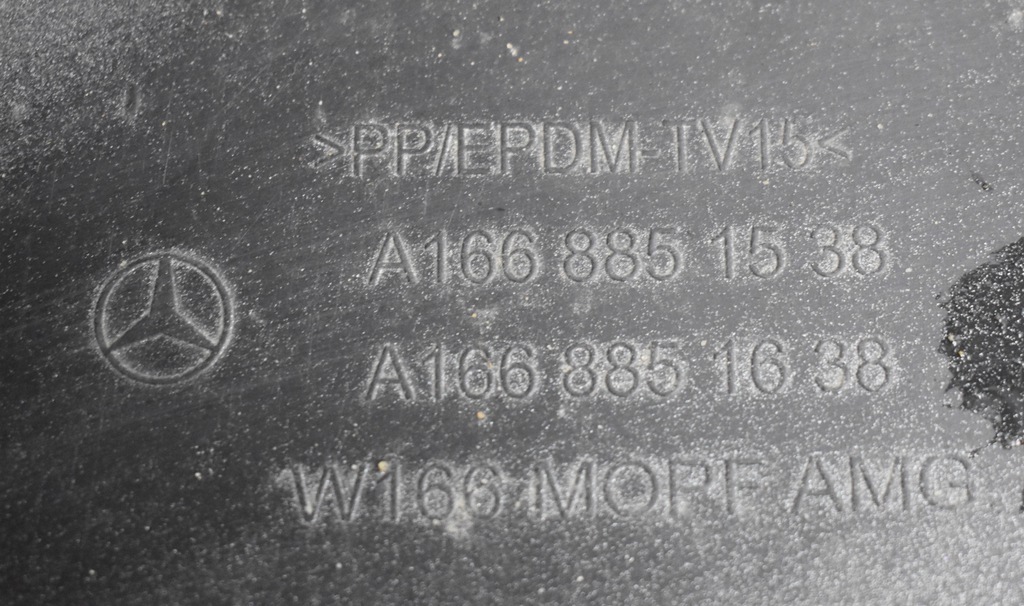 >PP/EPDM-TV15<
A166 885 15 38
A166 885 16 38
W166 MOPF AMG